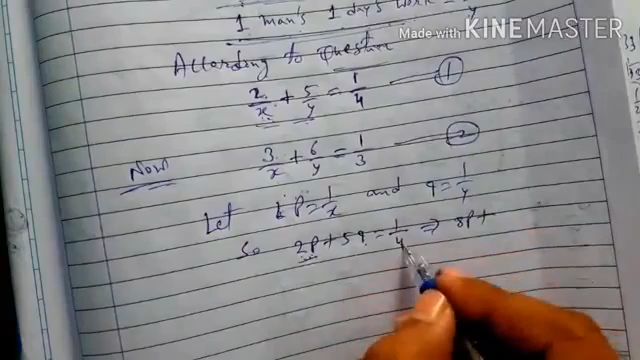 1 man's 1 day's work =
Made with KINEMASTER
According to Question
2/x + 5/y = 1/4 — ①
Now 3/x + 6/y = 1/3 — ②
Let P = 1/x and q = 1/y
So 2P + 5q = 1/4 ⇒ 8P +